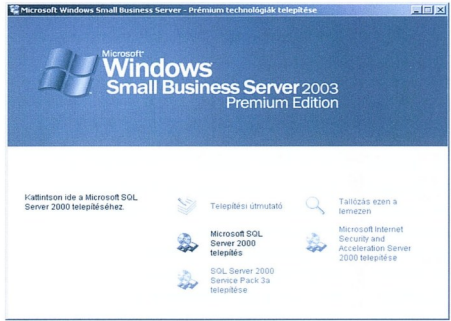 Microsoft Windows Small Business Server - Prémium technológiák telepítése
Microsoft
Windows
Small Business Server 2003
Premium Edition
Kattintson ide a Microsoft SQL
Server 2000 telepítéséhez.
Telepítési útmutató
Tallózás ezen a
lemezen
Microsoft SQL
Server 2000
telepítés
Microsoft Internet
Security and
Acceleration Server
2000 telepítése
SQL Server 2000
Service Pack 3a
telepítése